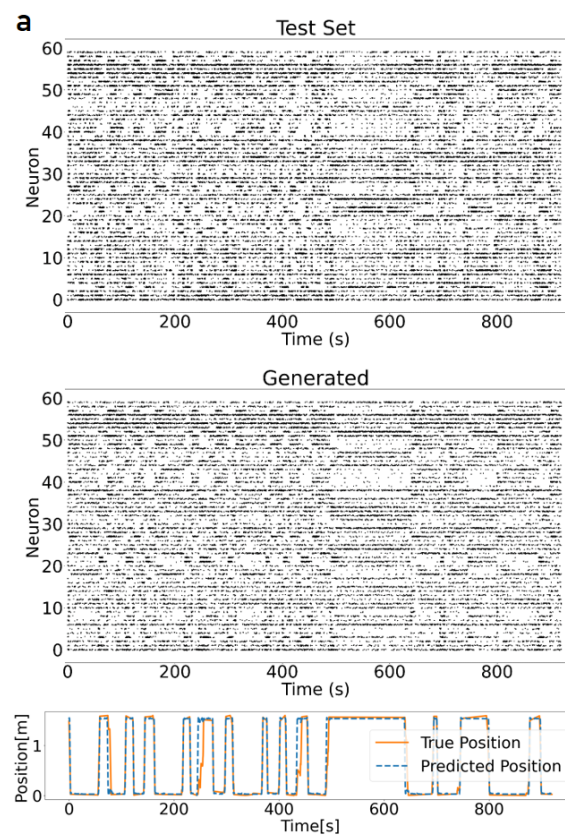 a
Test Set
60
50
40
30
20
10
0
Neuron
0 200 400 600 800
Time (s)
Generated
60
50
40
30
20
10
0
Neuron
0 200 400 600 800
Time (s)
Position[m]
1
0
True Position
Predicted Position
0 200 400 600 800
Time[s]